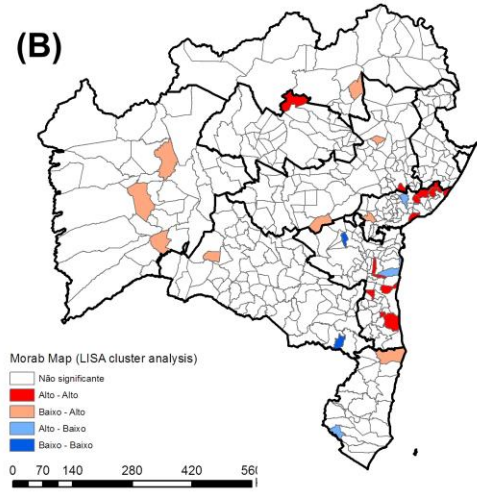 (B)
Morab Map (LISA cluster analysis)
Não significante
Alto - Alto
Baixo - Alto
Alto - Baixo
Baixo - Baixo
0 70 140 280 420 560